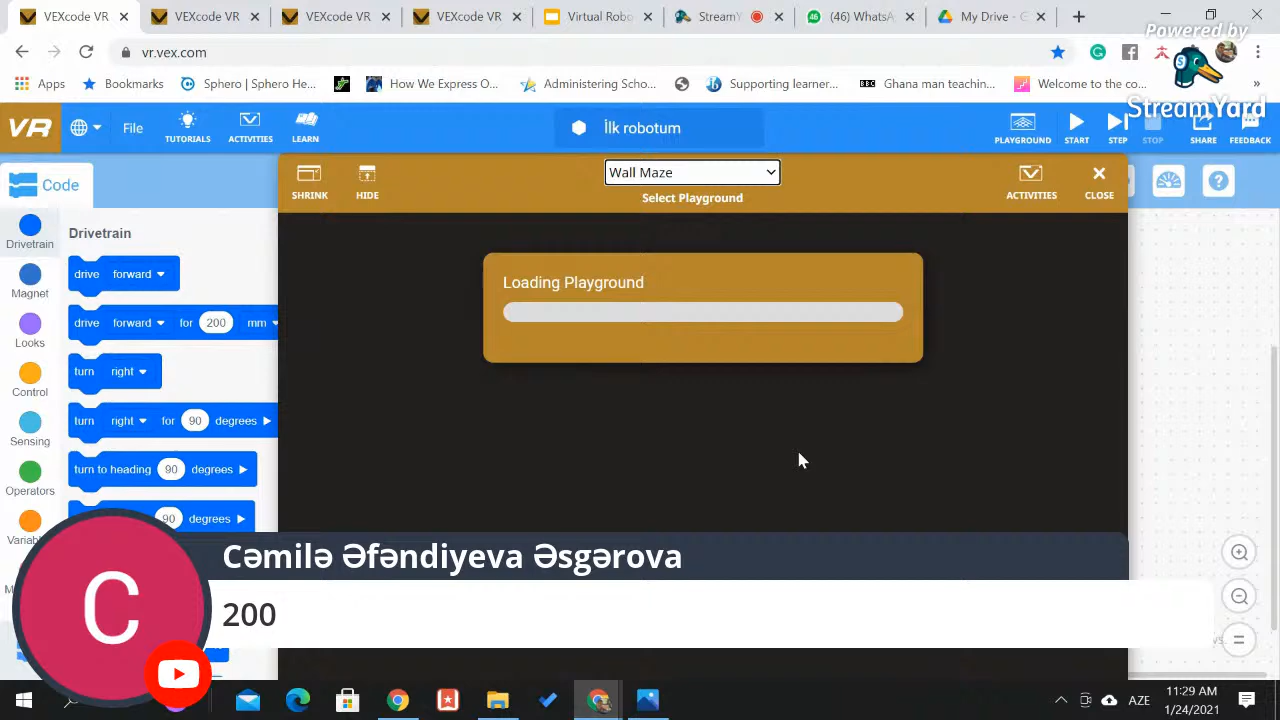 VEXcode VR
VEXcode VR
VEXcode VR
VEXcode VR
Virtual Robo
StreamY
(46) WhatsA
My Drive - G
Powered by
StreamYard
vr.vex.com
Apps
Bookmarks
Sphero | Sphero He...
How We Express O...
Administering Scho...
Supporting learner...
BBC
Ghana man teachin...
Welcome to the co...
»
VR
File
TUTORIALS
ACTIVITIES
LEARN
İlk robotum
PLAYGROUND
START
STEP
STOP
SHARE
FEEDBACK
Code
SHRINK
HIDE
Wall Maze
Select Playground
ACTIVITIES
CLOSE
Drivetrain
Magnet
Looks
Control
Sensing
Operators
Drivetrain
drive forward
drive forward for 200 mm
turn right
turn right for 90 degrees
turn to heading 90 degrees
90 degrees
Loading Playground
C
Cəmilə Əfəndiyeva Əsgərova
200
AZE
11:29 AM
1/24/2021